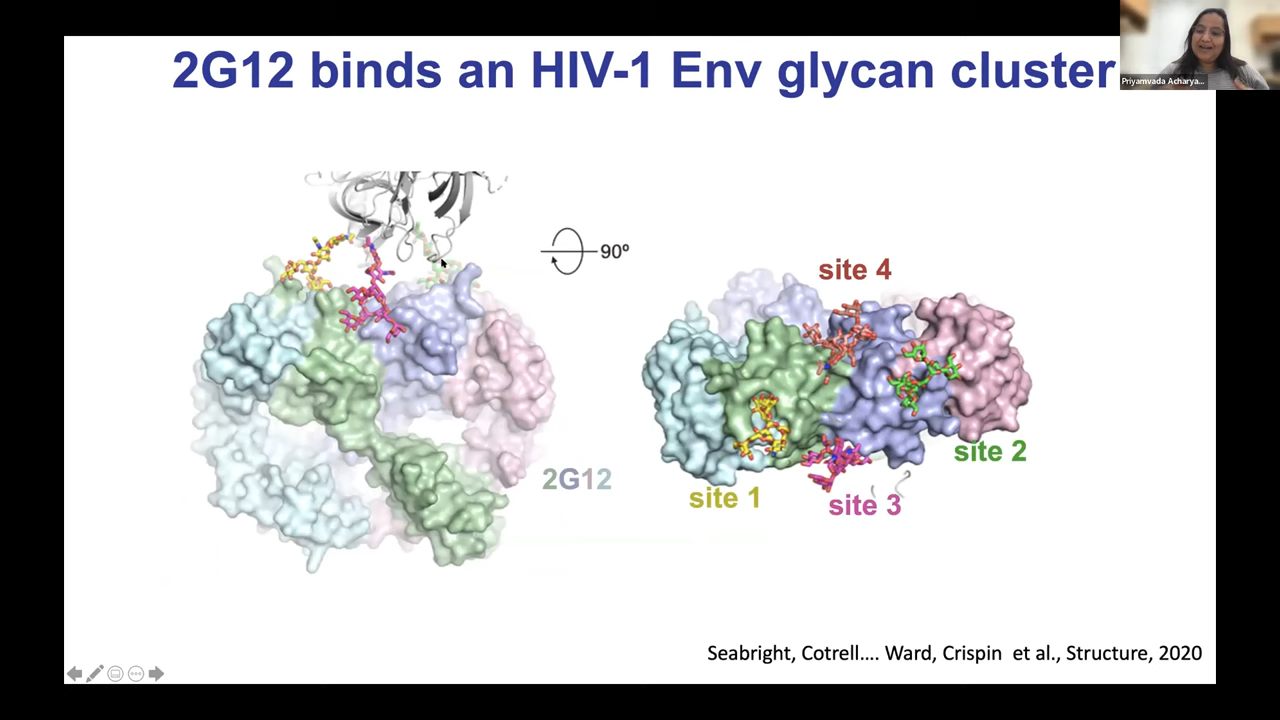 2G12 binds an HIV-1 Env glycan cluster
Priyamvada Acharya...
90º
site 4
site 2
2G12
site 1
site 3
Seabright, Cotrell.... Ward, Crispin et al., Structure, 2020